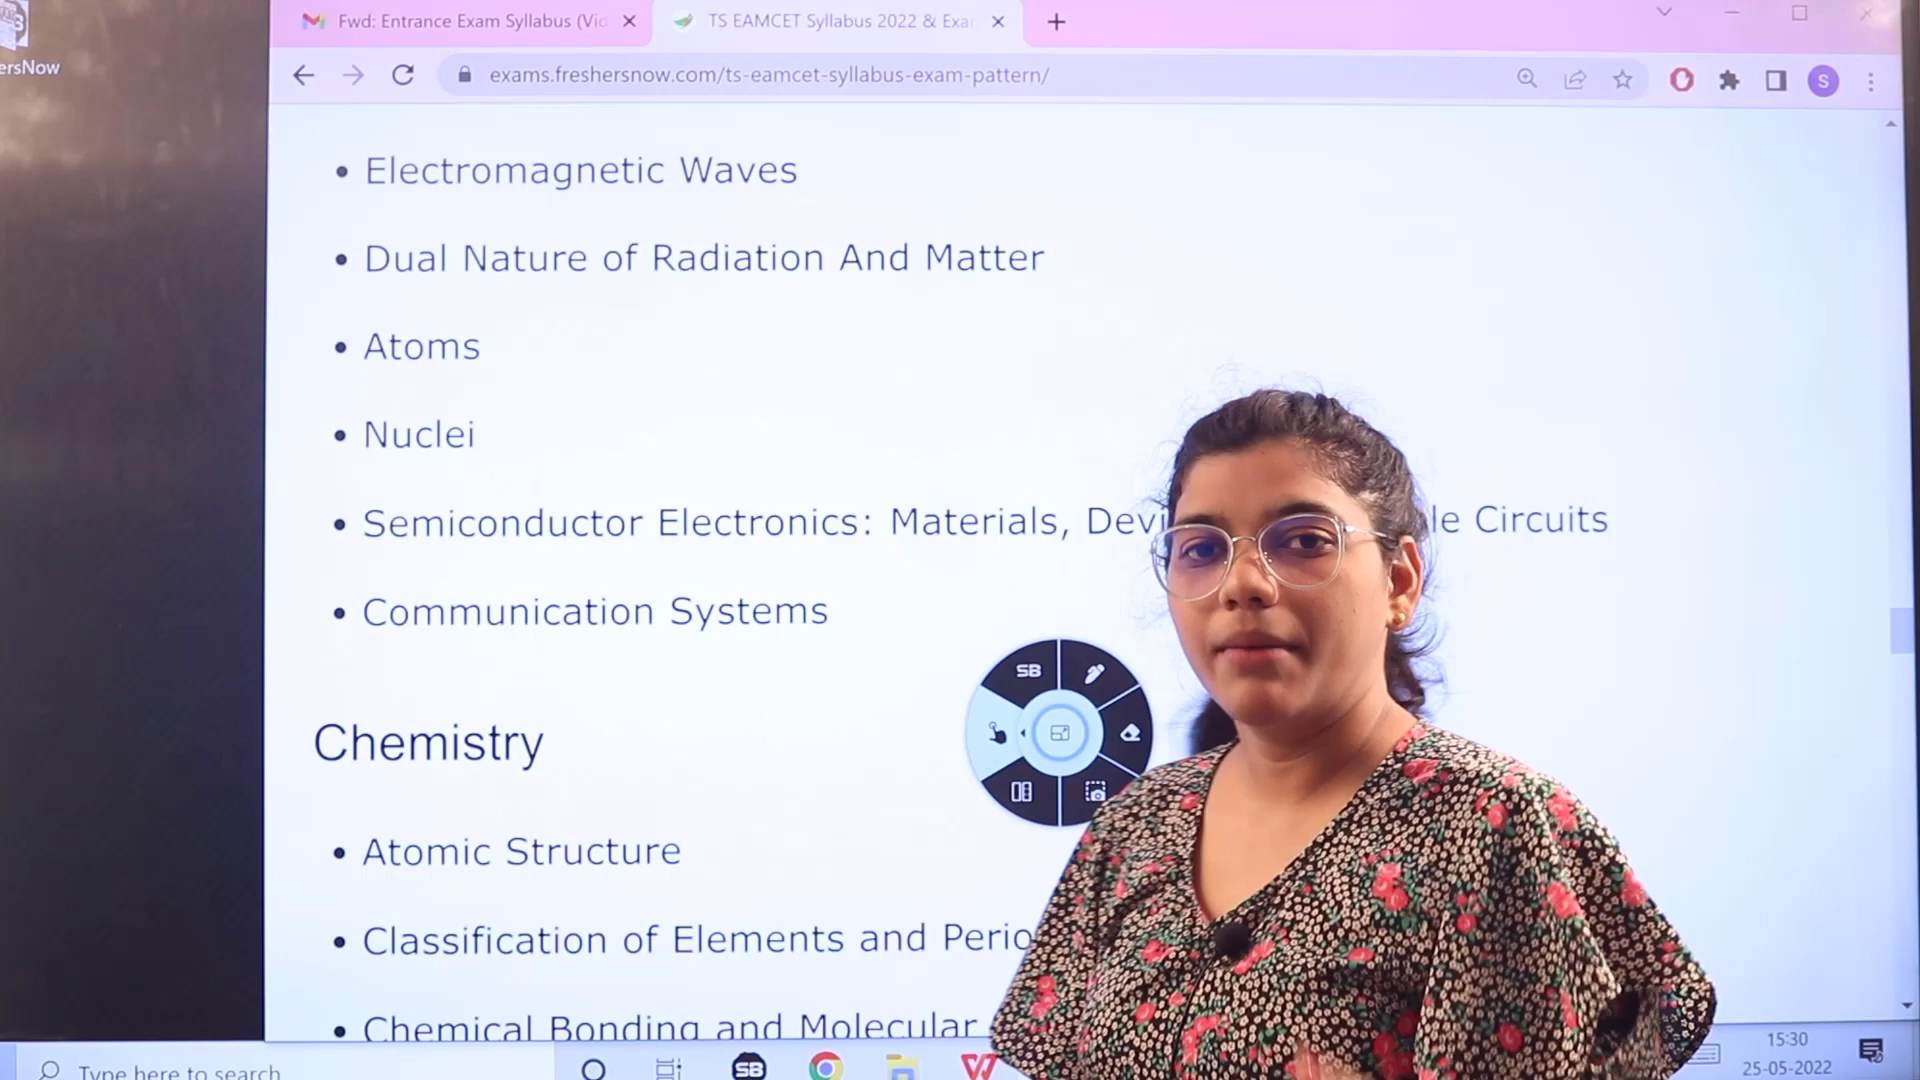 Fwd: Entrance Exam Syllabus (Vid
TS EAMCET Syllabus 2022 & Exam
ersNow
exams.freshersnow.com/ts-eamcet-syllabus-exam-pattern/
S
• Electromagnetic Waves
• Dual Nature of Radiation And Matter
• Atoms
• Nuclei
• Semiconductor Electronics: Materials, Devi le Circuits
• Communication Systems
SB
Chemistry
• Atomic Structure
• Classification of Elements and Perio
• Chemical Bonding and Molecular
Type here to search
SB
15:30
25-05-2022